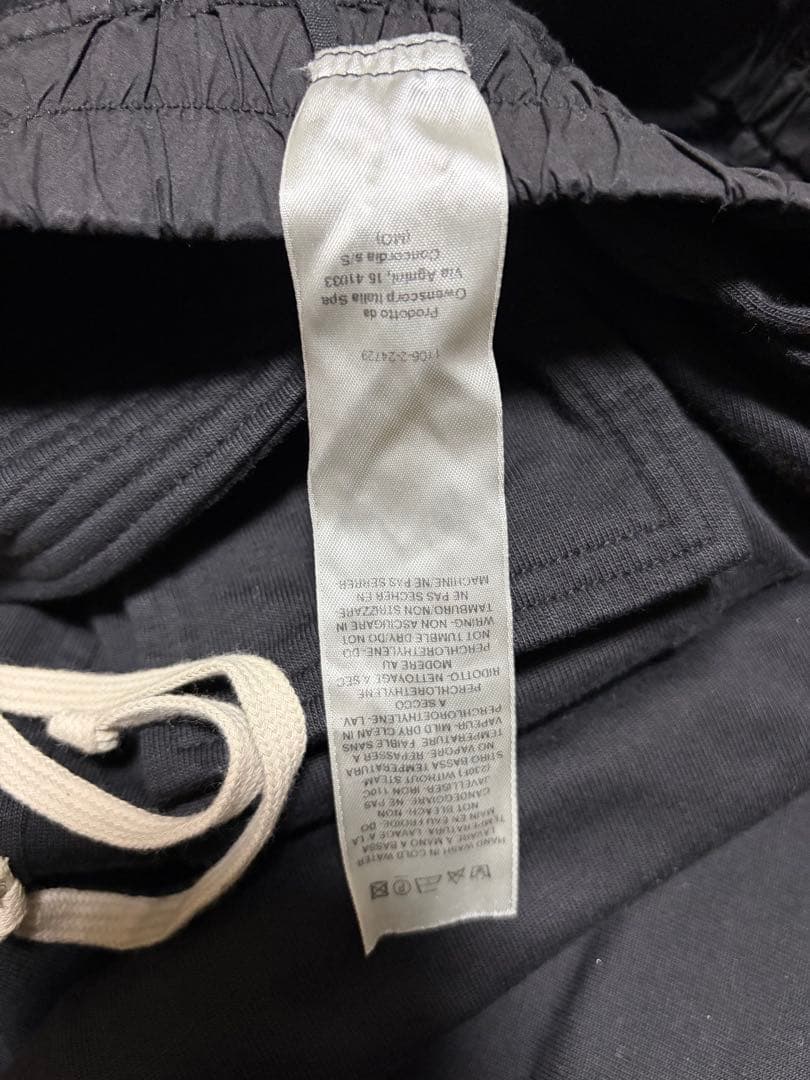 HAND WASH IN COLD WATER
LAVARE A MANO A BASSA
TEMPERATURA- LAVAGE A LA
MAIN EN EAU FROIDE- DO
NOT BLEACH- NON
CANDEGGIARE- NE PAS
JAVELLISER- IRON 110C
(230F) WITHOUT STEAM
STIRO BASSA TEMPERATURA
NO VAPORE- REPASSER A
TEMPERATURE FAIBLE SANS
VAPEUR- MILD DRY CLEAN IN
PERCHLOROETHYLENE- LAV.
A SECCO
PERCHLORETHYLENE
RIDOTTO- NETTOYAGE A SEC
MODERE AU
PERCHLORETHYLENE- DO
NOT TUMBLE DRY/DO NOT
WRING- NON ASCIUGARE IN
TAMBURO/NON STRIZZARE-
NE PAS SECHER EN
MACHINE/NE PAS SERRER
1106-2-24729
Prodotto da
Owenscorp Italia Spa
Via Agnini, 15 41033
Concordia s/S
(MO)